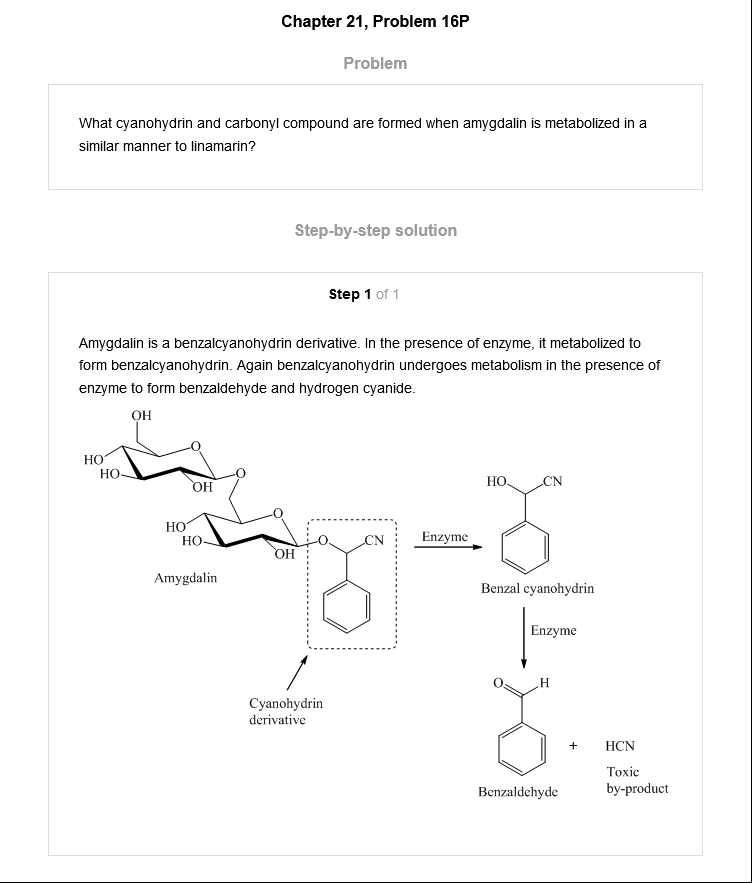 Chapter 21, Problem 16P
Problem
What cyanohydrin and carbonyl compound are formed when amygdalin is metabolized in a
similar manner to linamarin?
Step-by-step solution
Step 1 of 1
Amygdalin is a benzalcyanohydrin derivative. In the presence of enzyme, it metabolized to
form benzalcyanohydrin. Again benzalcyanohydrin undergoes metabolism in the presence of
enzyme to form benzaldehyde and hydrogen cyanide.
OH
O
HO
HO
OH
O
O
HO
HO
OH
O
CN
Amygdalin
Cyanohydrin
derivative
Enzyme
HO
CN
Benzal cyanohydrin
Enzyme
O
H
Benzaldehyde
+
HCN
Toxic
by-product